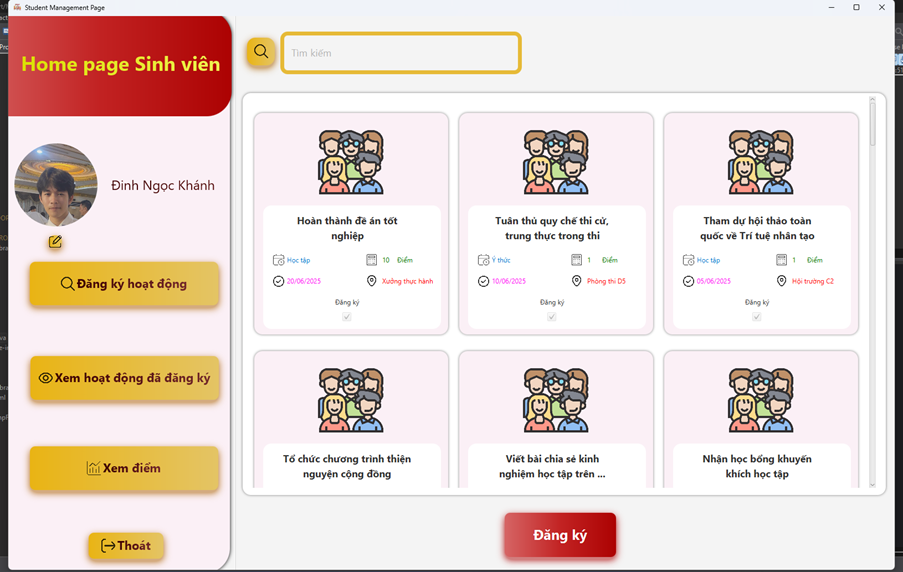 Student Management Page
Home page Sinh viên
Đinh Ngọc Khánh
Đăng ký hoạt động
Xem hoạt động đã đăng ký
Xem điểm
Thoát
Tìm kiếm
Hoàn thành đề án tốt
nghiệp
Học tập
10 Điểm
20/06/2025
Xưởng thực hành
Đăng ký
Tuân thủ quy chế thi cử,
trung thực trong thi
Ý thức
1 Điểm
10/06/2025
Phòng thi D5
Đăng ký
Tham dự hội thảo toàn
quốc về Trí tuệ nhân tạo
Học tập
1 Điểm
05/06/2025
Hội trường C2
Đăng ký
Tổ chức chương trình thiện
nguyện cộng đồng
Viết bài chia sẻ kinh
nghiệm học tập trên ...
Nhận học bổng khuyến
khích học tập
Đăng ký